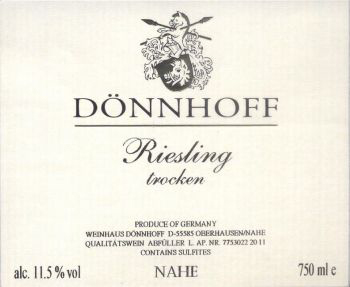 DÖNNHOFF
Riesling
trocken
PRODUCE OF GERMANY
WEINHAUS DÖNNHOFF D-55585 OBERHAUSEN/NAHE
QUALITÄTSWEIN ABFÜLLER L. AP. NR. 7753022 20 11
CONTAINS SULFITES
alc. 11.5 % vol NAHE 750 ml e